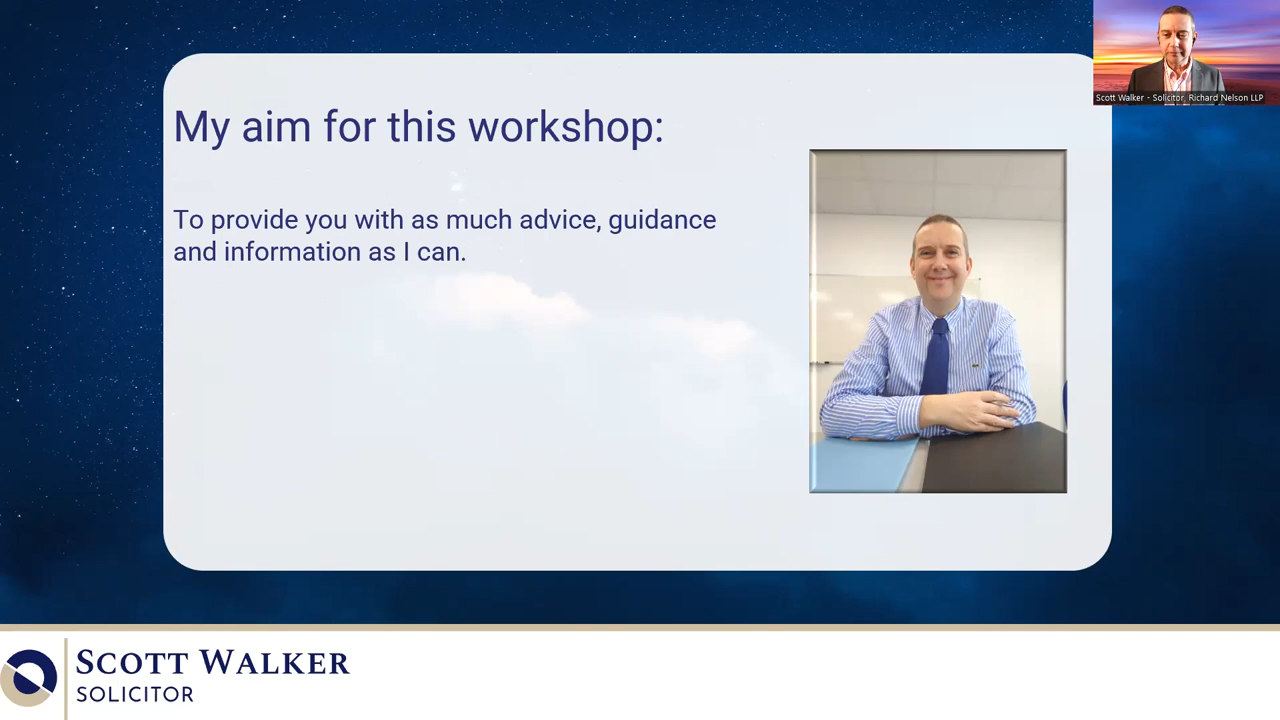 My aim for this workshop:
To provide you with as much advice, guidance
and information as I can.
Scott Walker - Solicitor, Richard Nelson LLP
SCOTT WALKER
SOLICITOR